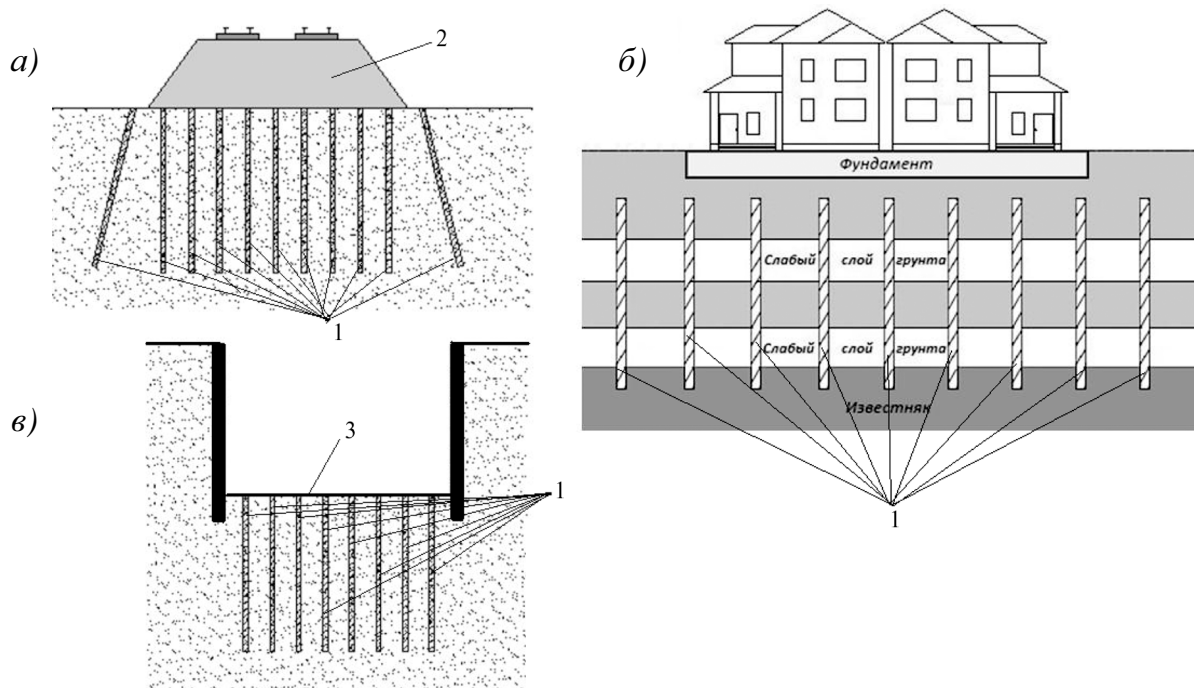 а)
2
1
б)
Фундамент
Слабый слой грунта
Слабый слой грунта
Известняк
1
в)
3
1